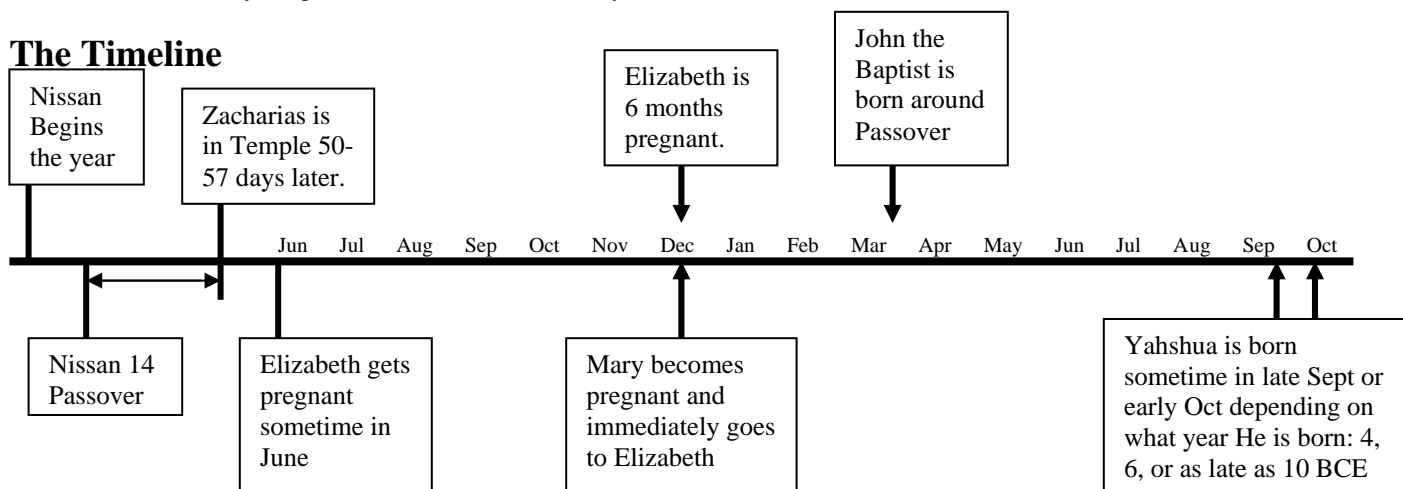 The Timeline
Nissan
Begins
the year
Zacharias is
in Temple 50-
57 days later.
Elizabeth is
6 months
pregnant.
John the
Baptist is
born around
Passover
Jun Jul Aug Sep Oct Nov Dec Jan Feb Mar Apr May Jun Jul Aug Sep Oct
Nissan 14
Passover
Elizabeth gets
pregnant
sometime in
June
Mary becomes
pregnant and
immediately goes
to Elizabeth
Yahshua is born
sometime in late Sept or
early Oct depending on
what year He is born: 4,
6, or as late as 10 BCE